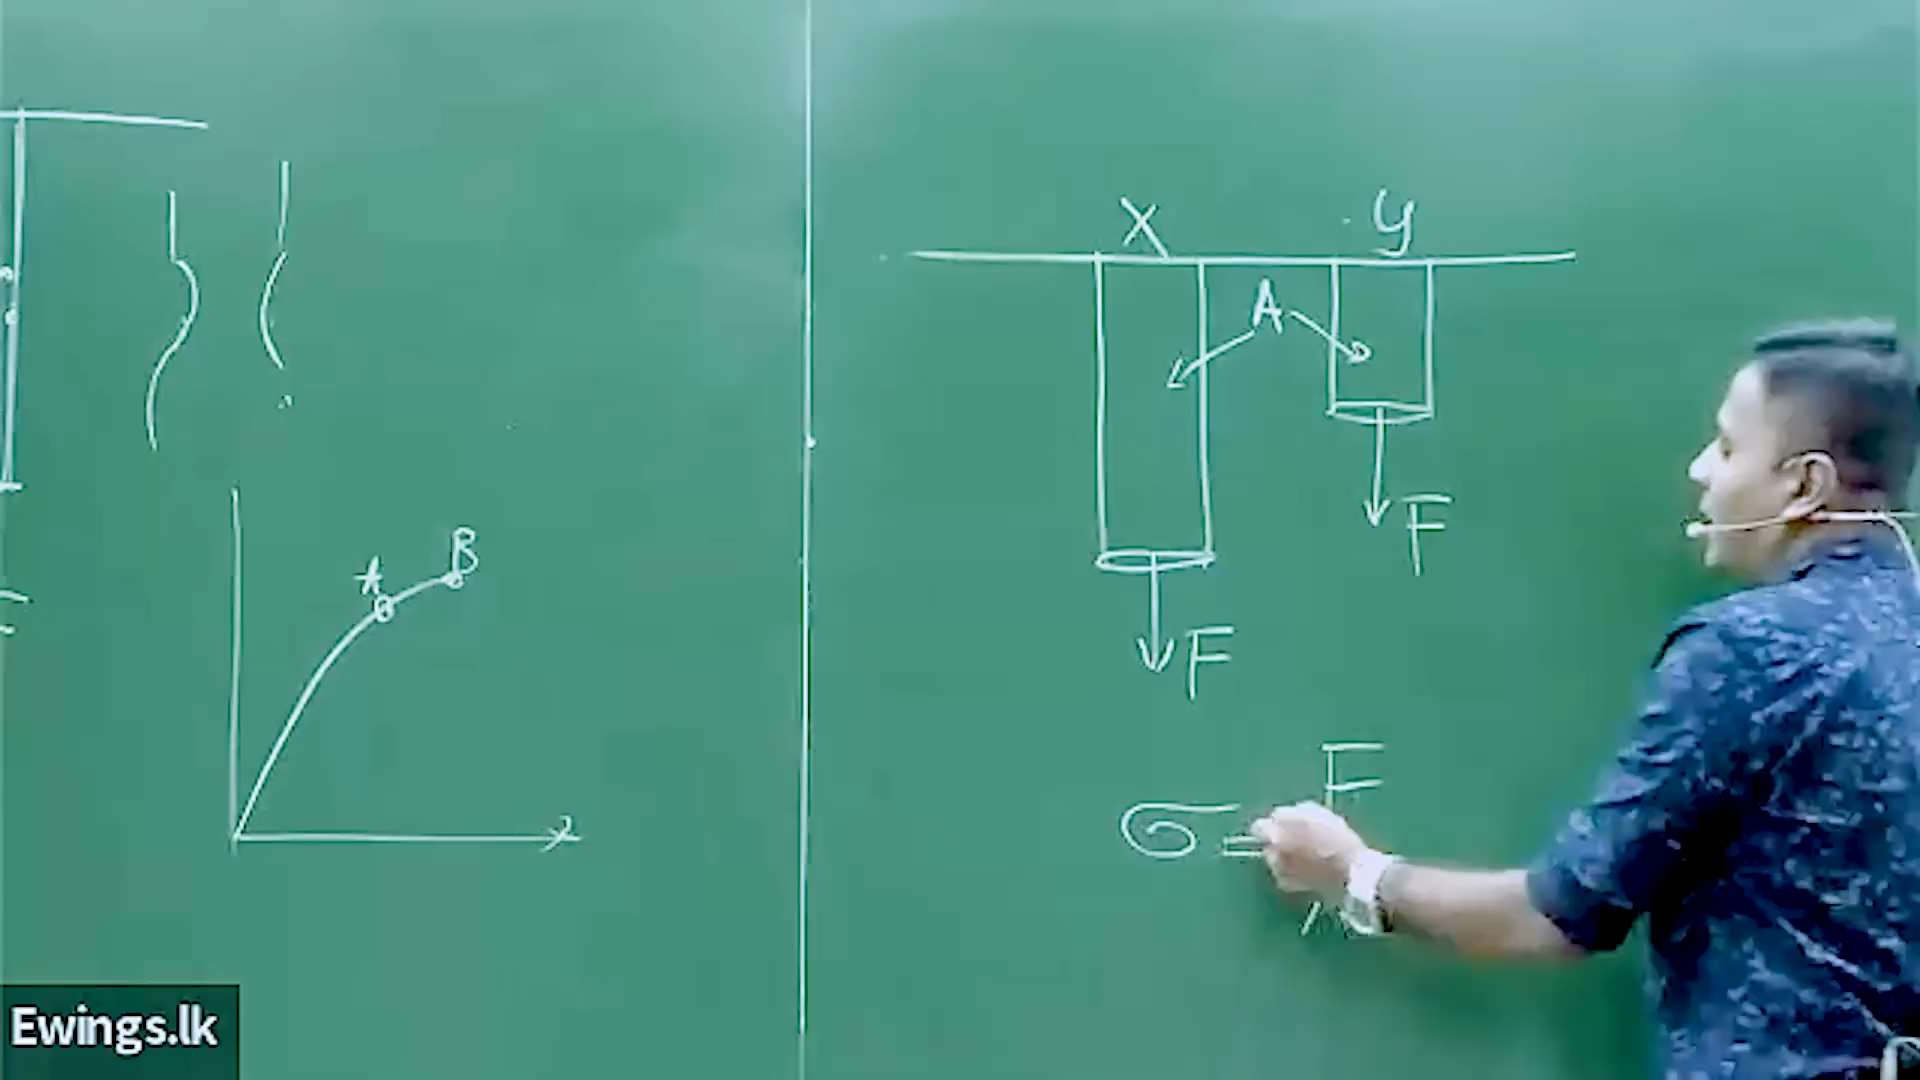 X y
A
F
F
A B
σ = F
Ewings.lk